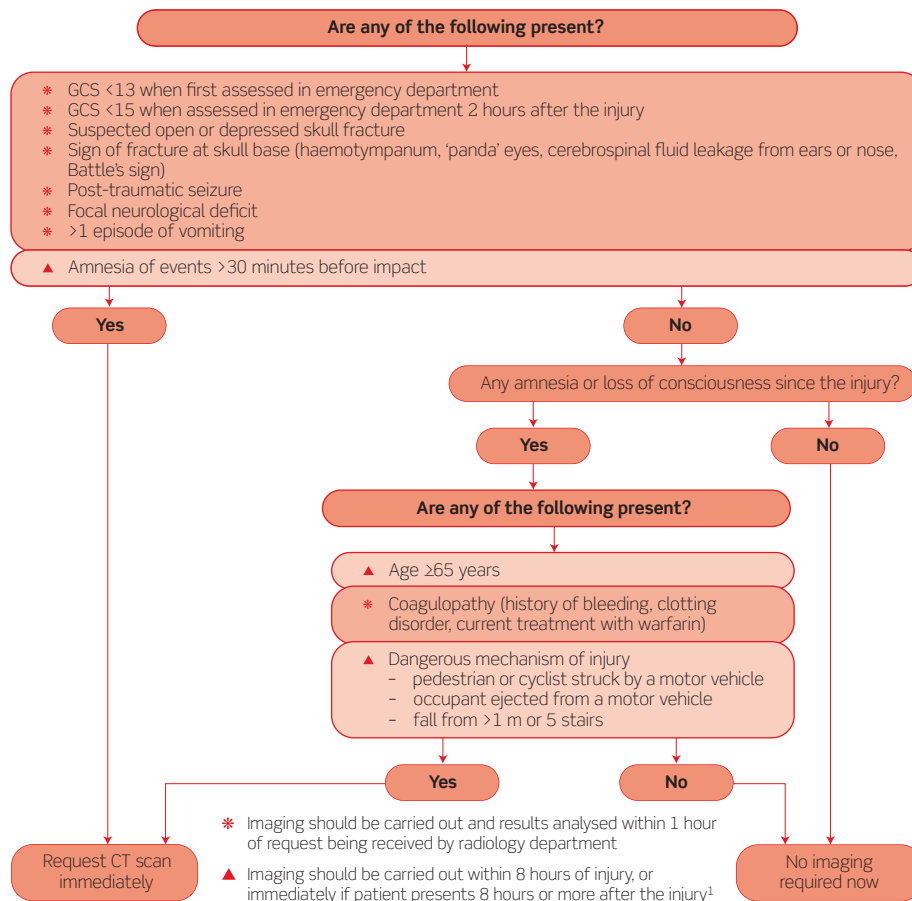 Are any of the following present?
* GCS <13 when first assessed in emergency department
* GCS <15 when assessed in emergency department 2 hours after the injury
* Suspected open or depressed skull fracture
* Sign of fracture at skull base (haemotympanum, ‘panda’ eyes, cerebrospinal fluid leakage from ears or nose,
Battle’s sign)
* Post-traumatic seizure
* Focal neurological deficit
* >1 episode of vomiting
▲ Amnesia of events >30 minutes before impact
Yes
No
Any amnesia or loss of consciousness since the injury?
Yes
No
Are any of the following present?
▲ Age ≥65 years
* Coagulopathy (history of bleeding, clotting
disorder, current treatment with warfarin)
▲ Dangerous mechanism of injury
– pedestrian or cyclist struck by a motor vehicle
– occupant ejected from a motor vehicle
– fall from >1 m or 5 stairs
Yes
No
* Imaging should be carried out and results analysed within 1 hour
of request being received by radiology department
▲ Imaging should be carried out within 8 hours of injury, or
immediately if patient presents 8 hours or more after the injury¹
Request CT scan
immediately
No imaging
required now